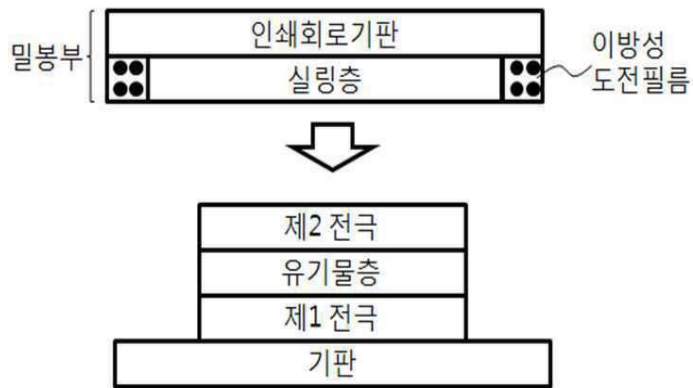 인쇄회로기판
밀봉부
실링층
이방성
도전필름
제2 전극
유기물층
제1 전극
기판